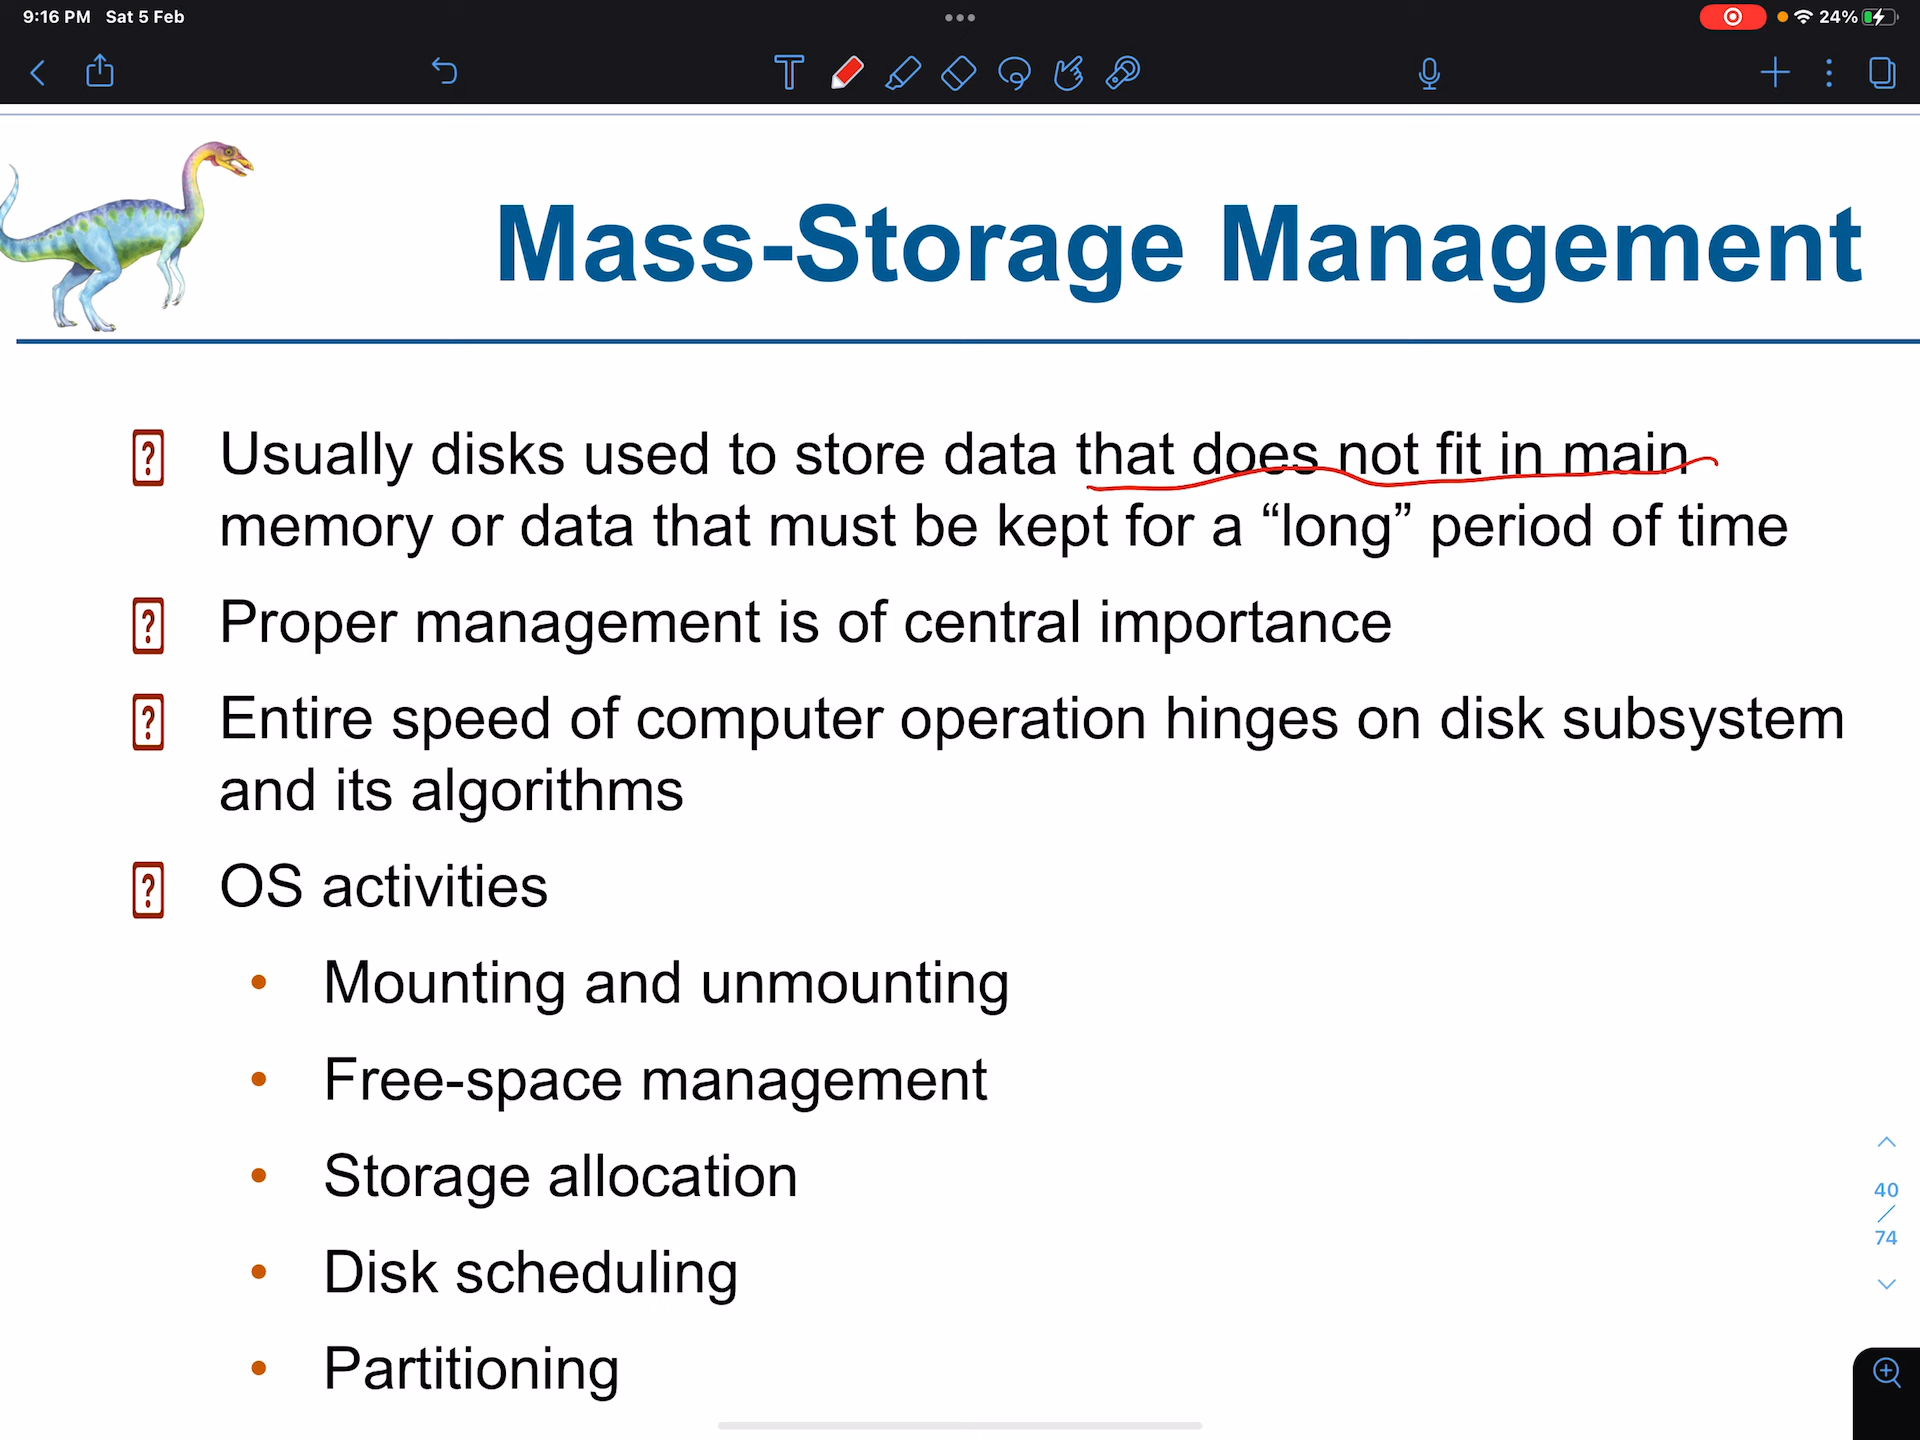 9:16 PM Sat 5 Feb
24%
Mass-Storage Management
Usually disks used to store data that does not fit in main
memory or data that must be kept for a “long” period of time
Proper management is of central importance
Entire speed of computer operation hinges on disk subsystem
and its algorithms
OS activities
• Mounting and unmounting
• Free-space management
• Storage allocation
• Disk scheduling
• Partitioning
40
/
74